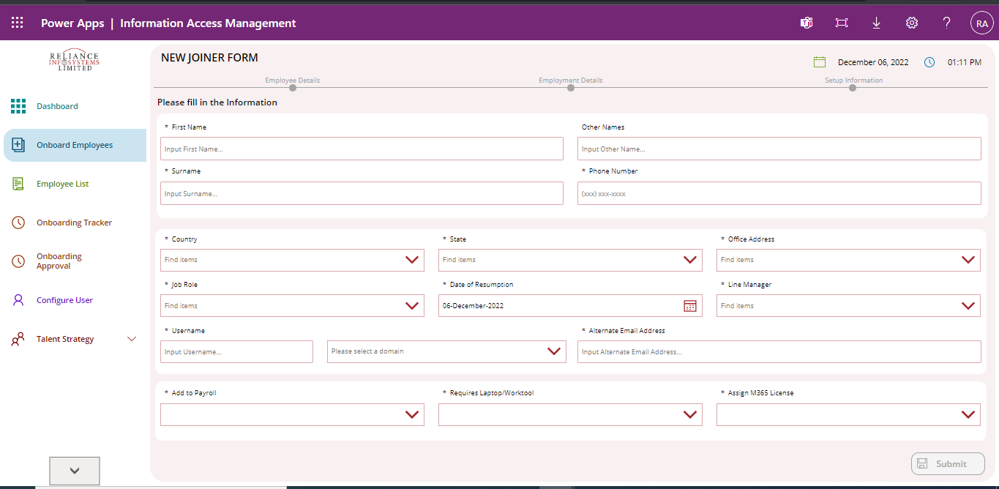 Power Apps | Information Access Management
RA
RELIANCE
INFOSYSTEMS
LIMITED
NEW JOINER FORM
December 06, 2022
01:11 PM
Employee Details
Employment Details
Setup Information
Dashboard
Onboard Employees
Employee List
Onboarding Tracker
Onboarding
Approval
Configure User
Talent Strategy
Please fill in the Information
* First Name
Other Names
Input First Name...
Input Other Name...
* Surname
* Phone Number
Input Surname...
(xxx) xxx-xxxx
* Country
* State
* Office Address
Find items
Find items
Find items
* Job Role
* Date of Resumption
* Line Manager
Find items
06-December-2022
Find items
* Username
* Alternate Email Address
Input Username...
Please select a domain
Input Alternate Email Address...
* Add to Payroll
* Requires Laptop/Worktool
* Assign M365 License
Submit